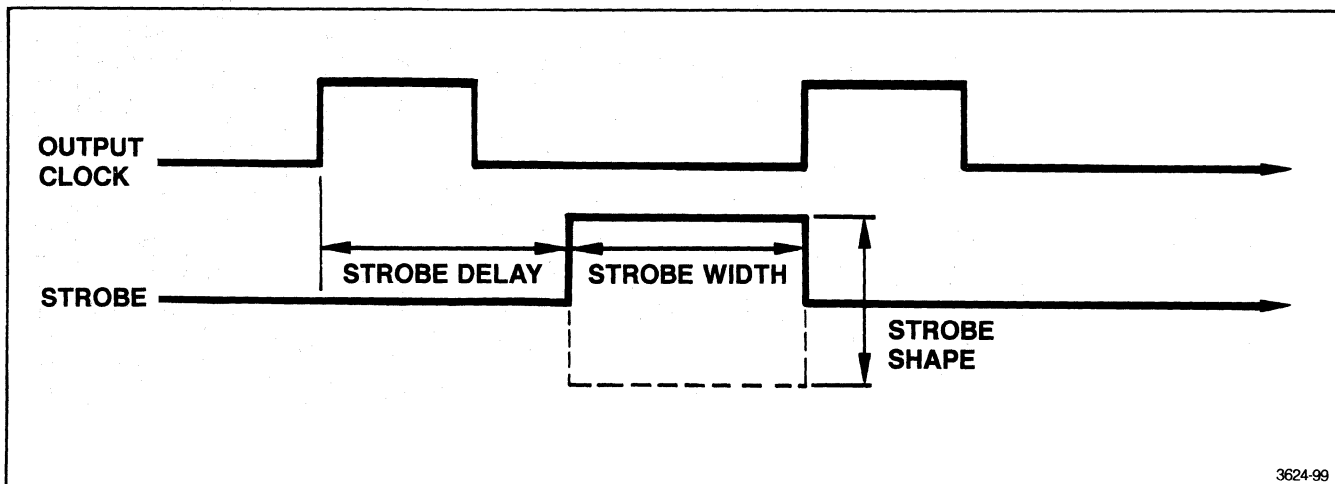 OUTPUT
CLOCK
STROBE DELAY
STROBE WIDTH
STROBE
STROBE
SHAPE
3624-99